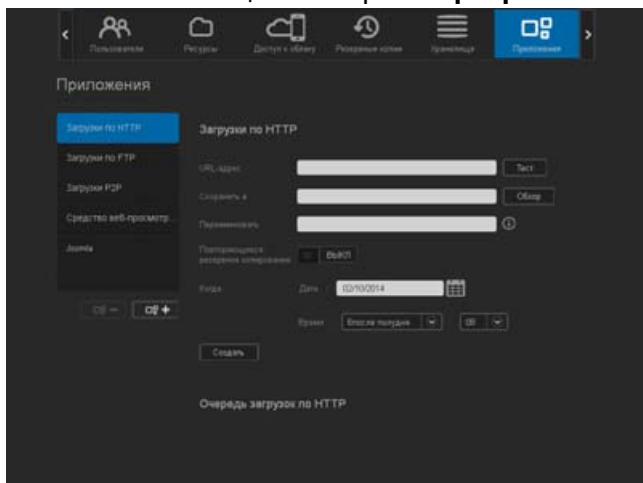 Пользователи Ресурсы Доступ к облаку Резервные копии Хранилище Приложения
Приложения
Загрузки по HTTP
Загрузки по FTP
Загрузки P2P
Средство веб-просмотр
Joomla
Загрузки по HTTP
URL-адрес
Тест
Сохранить в
Обзор
Переименовать
Повторяющееся
резервное копирование
ВЫКЛ
Когда
Дата
02/10/2014
Время
08
Создать
Очередь загрузок по HTTP